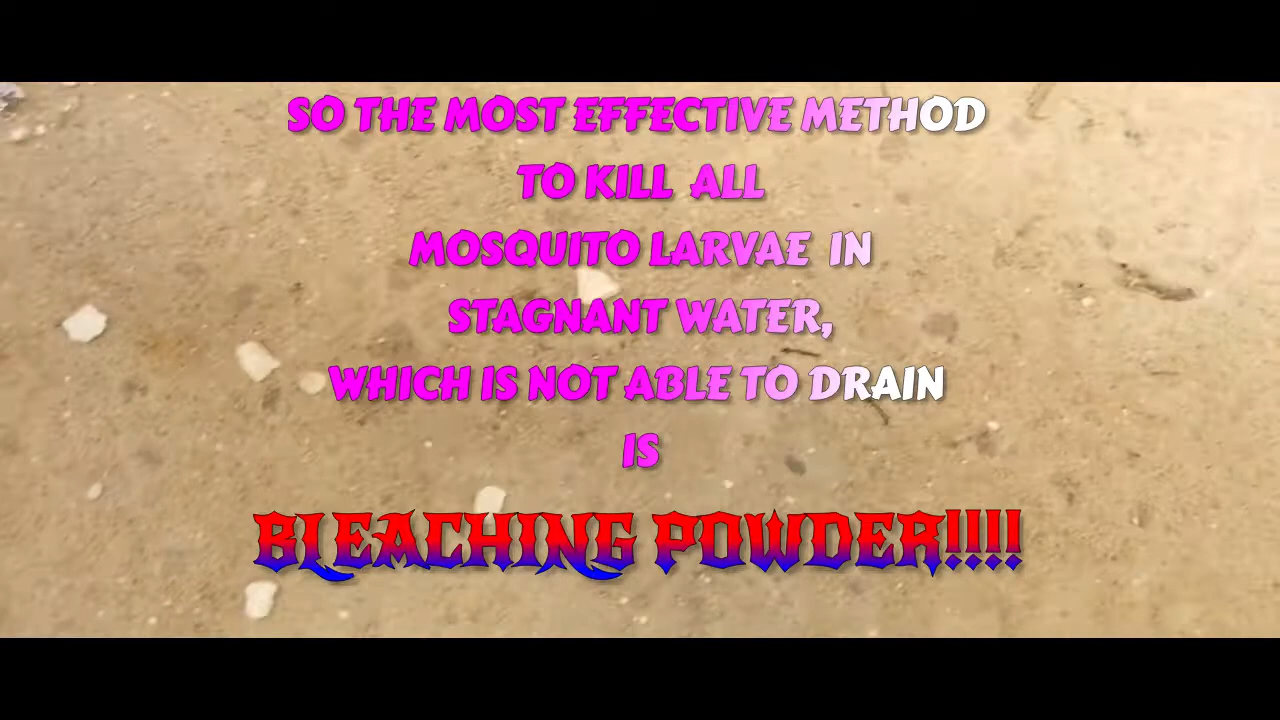 SO THE MOST EFFECTIVE METHOD
TO KILL ALL
MOSQUITO LARVAE IN
STAGNANT WATER,
WHICH IS NOT ABLE TO DRAIN
IS
BLEACHING POWDER!!!!